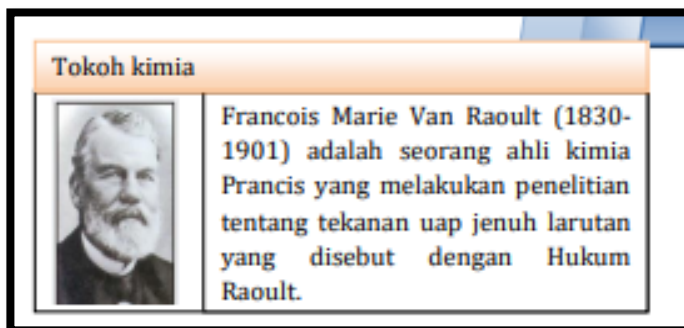 Tokoh kimia
Francois Marie Van Raoult (1830-
1901) adalah seorang ahli kimia
Prancis yang melakukan penelitian
tentang tekanan uap jenuh larutan
yang disebut dengan Hukum
Raoult.